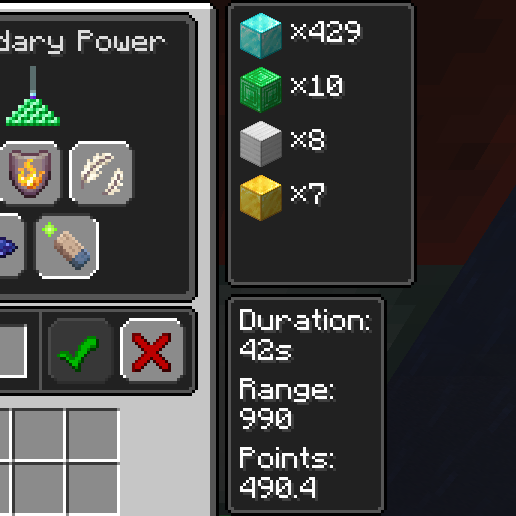 dary Power
×429
×10
×8
×7
Duration:
42s
Range:
990
Points:
490.4